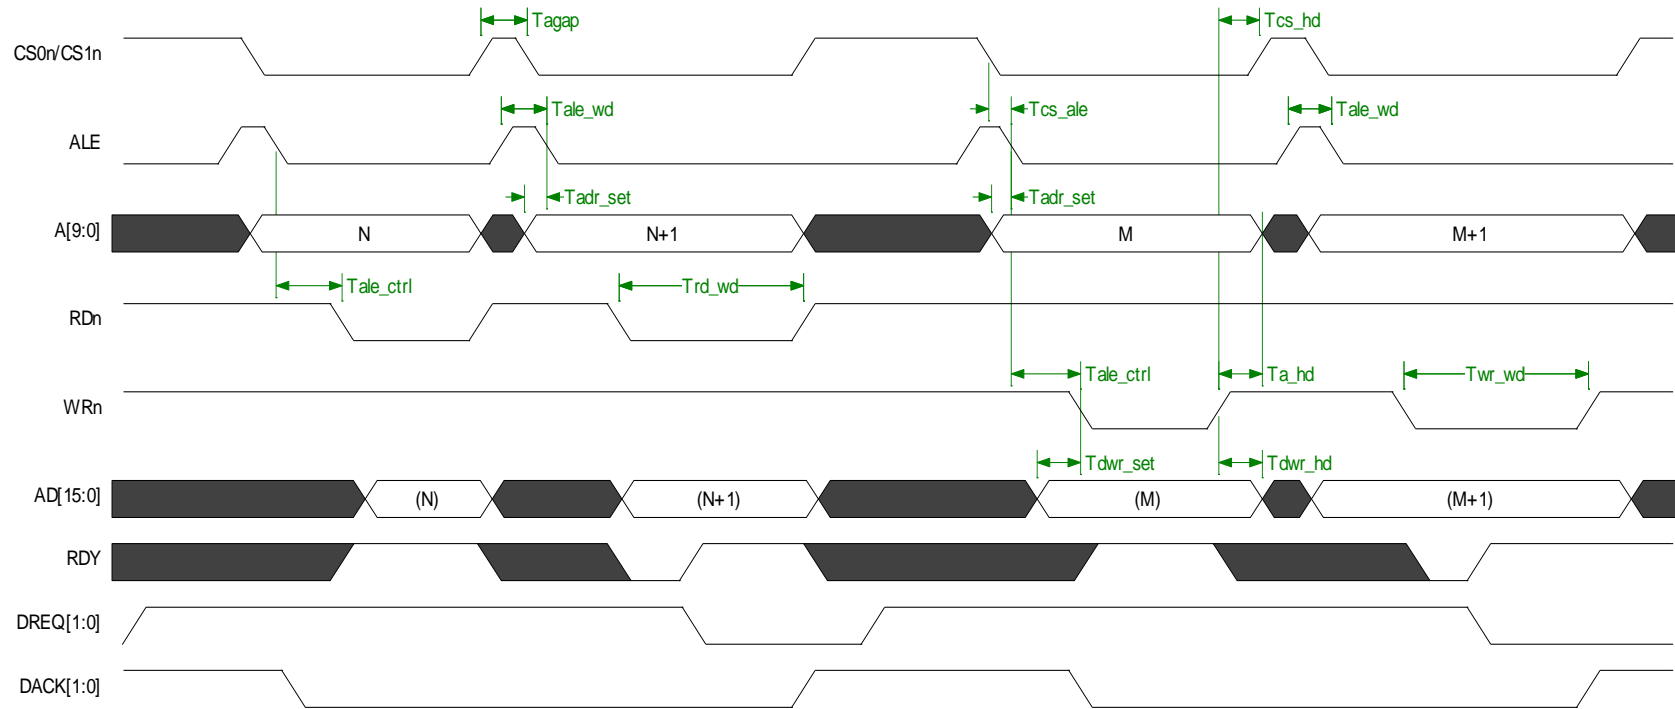 Tagap Tcs_hd
CS0n/CS1n
Tale_wd Tcs_ale Tale_wd
ALE
Tadr_set Tadr_set
A[9:0] N N+1 M M+1
Tale_ctrl Trd_wd
RDn
Tale_ctrl Ta_hd Twr_wd
WRn
Tdwr_set Tdwr_hd
AD[15:0] (N) (N+1) (M) (M+1)
RDY
DREQ[1:0]
DACK[1:0]